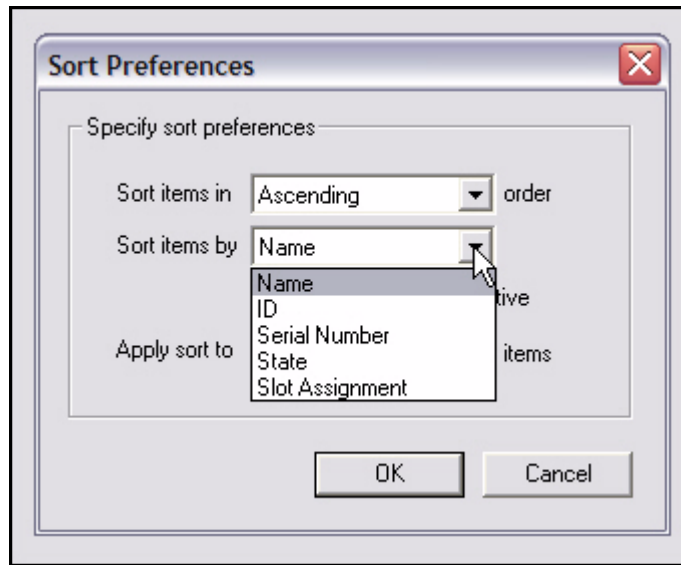 Sort Preferences
Specify sort preferences
Sort items in Ascending order
Sort items by Name
Name
ID
Serial Number
State
Slot Assignment
Apply sort to items
OK Cancel